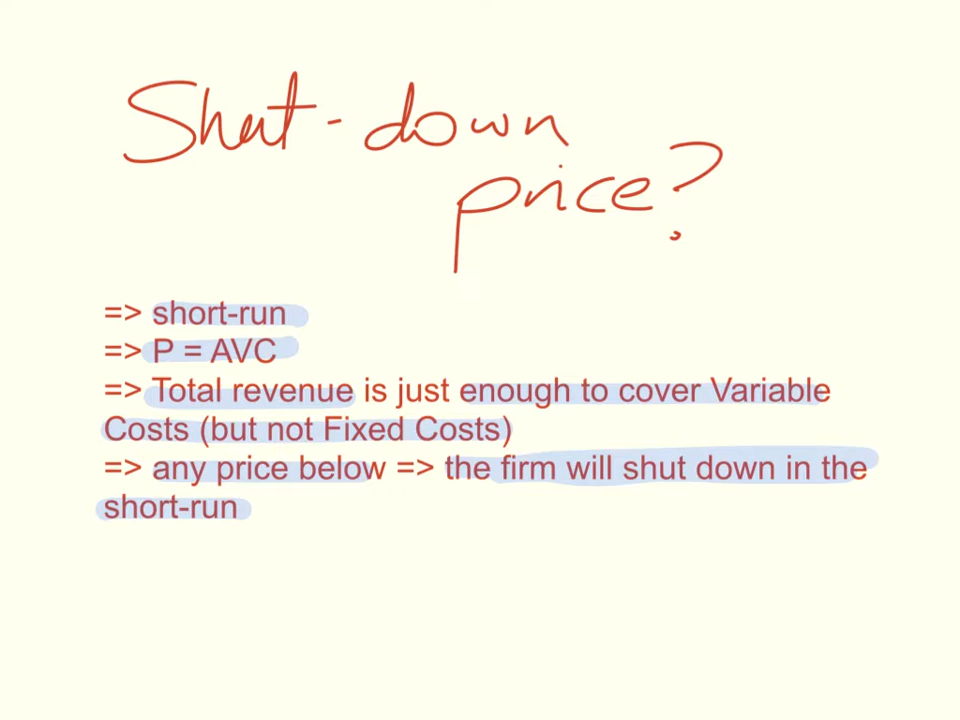 Shut-down
price?
=> short-run
=> P = AVC
=> Total revenue is just enough to cover Variable
Costs (but not Fixed Costs)
=> any price below => the firm will shut down in the
short-run